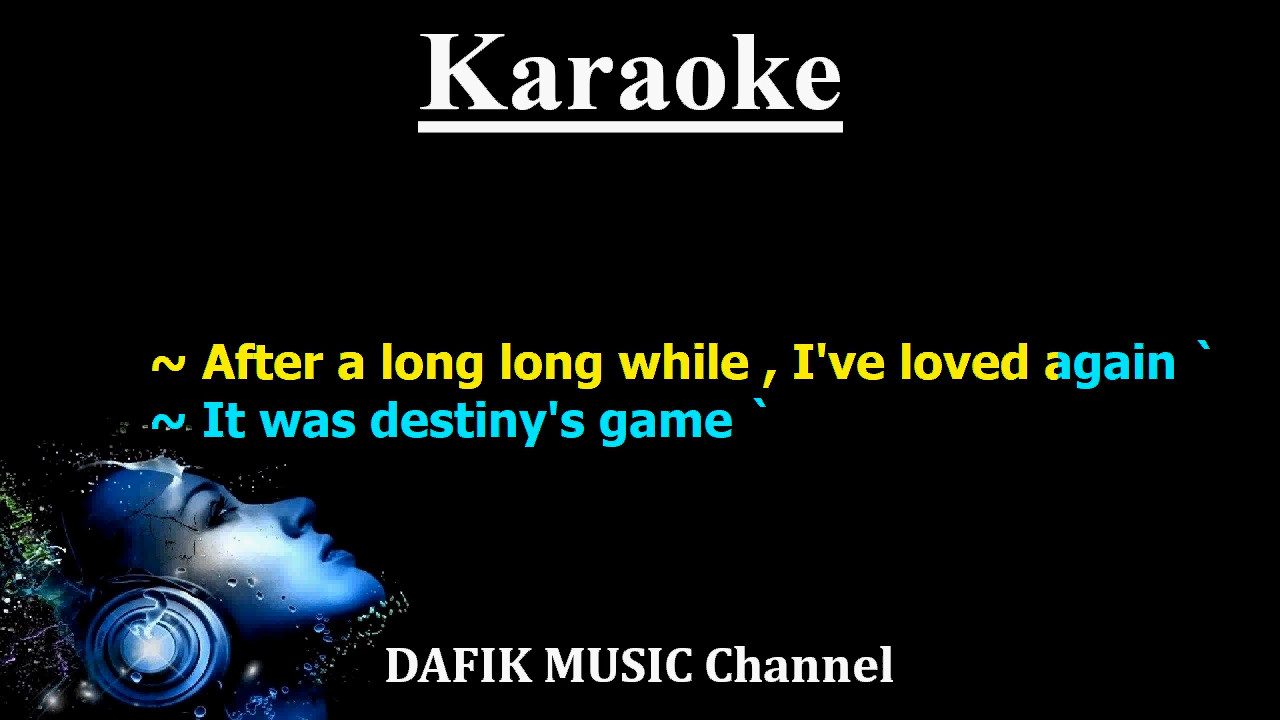 Karaoke
~ After a long long while , I've loved again `
~ It was destiny's game `
DAFIK MUSIC Channel